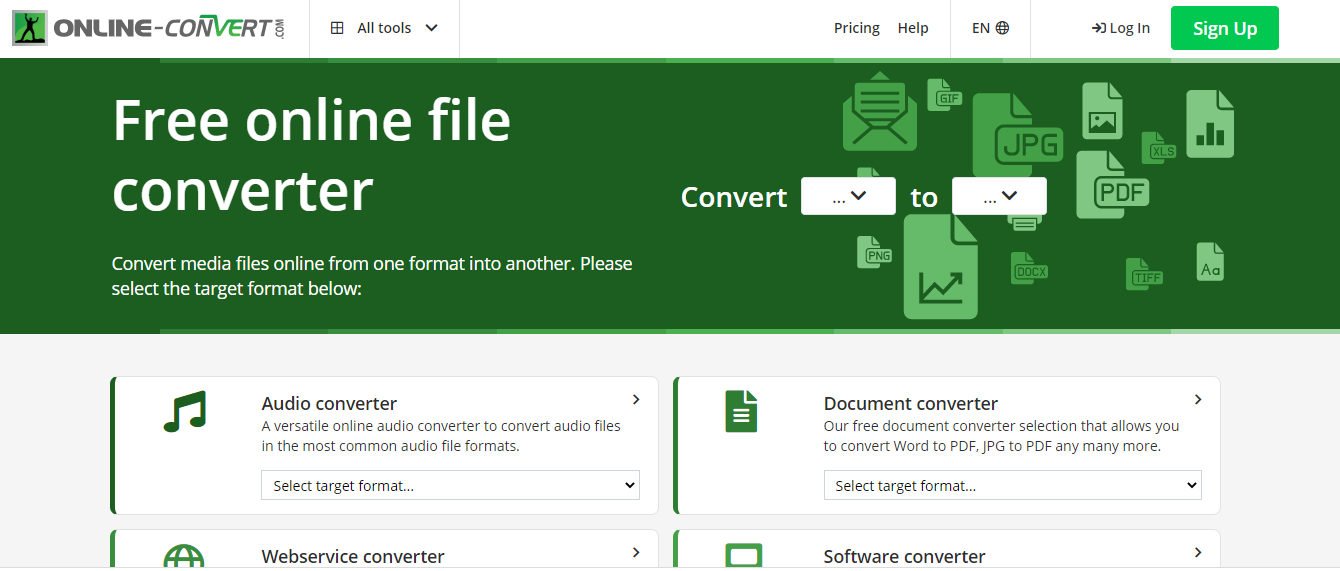 ONLINE-CONVERT.COM
All tools
Pricing
Help
EN
Log In
Sign Up
Free online file
converter
Convert media files online from one format into another. Please
select the target format below:
Convert ... to ...
GIF
JPG
XLS
PDF
PNG
DOCX
TIFF
Aa
Audio converter
A versatile online audio converter to convert audio files
in the most common audio file formats.
Select target format...
Document converter
Our free document converter selection that allows you
to convert Word to PDF, JPG to PDF any many more.
Select target format...
Webservice converter
Software converter